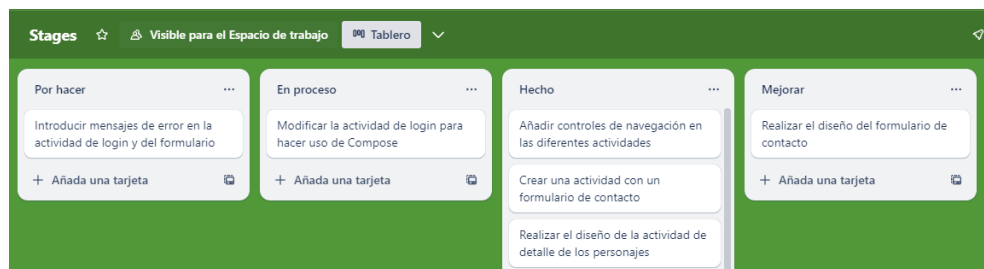 Stages Visible para el Espacio de trabajo Tablero
Por hacer
Introducir mensajes de error en la
actividad de login y del formulario
+ Añada una tarjeta
En proceso
Modificar la actividad de login para
hacer uso de Compose
+ Añada una tarjeta
Hecho
Añadir controles de navegación en
las diferentes actividades
Crear una actividad con un
formulario de contacto
Realizar el diseño de la actividad de
detalle de los personajes
Mejorar
Realizar el diseño del formulario de
contacto
+ Añada una tarjeta